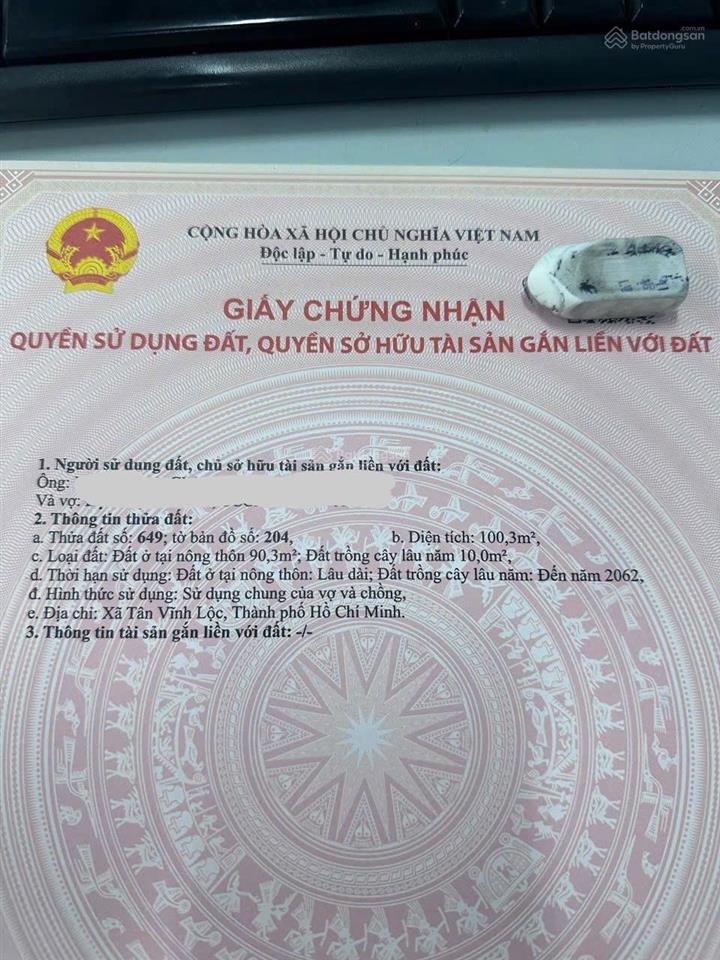 Batdongsan
.com.vn
by PropertyGuru
CỘNG HÒA XÃ HỘI CHỦ NGHĨA VIỆT NAM
Độc lập - Tự do - Hạnh phúc
GIẤY CHỨNG NHẬN
QUYỀN SỬ DỤNG ĐẤT, QUYỀN SỞ HỮU TÀI SẢN GẮN LIỀN VỚI ĐẤT
1. Người sử dụng đất, chủ sở hữu tài sản gắn liền với đất:
Ông:
Và vợ:
2. Thông tin thửa đất:
a. Thửa đất số: 649; tờ bản đồ số: 204, b. Diện tích: 100,3m²,
c. Loại đất: Đất ở tại nông thôn 90,3m²; Đất trồng cây lâu năm 10,0m²,
d. Thời hạn sử dụng: Đất ở tại nông thôn: Lâu dài; Đất trồng cây lâu năm: Đến năm 2062,
đ. Hình thức sử dụng: Sử dụng chung của vợ và chồng,
e. Địa chỉ: Xã Tân Vĩnh Lộc, Thành phố Hồ Chí Minh.
3. Thông tin tài sản gắn liền với đất: -/-